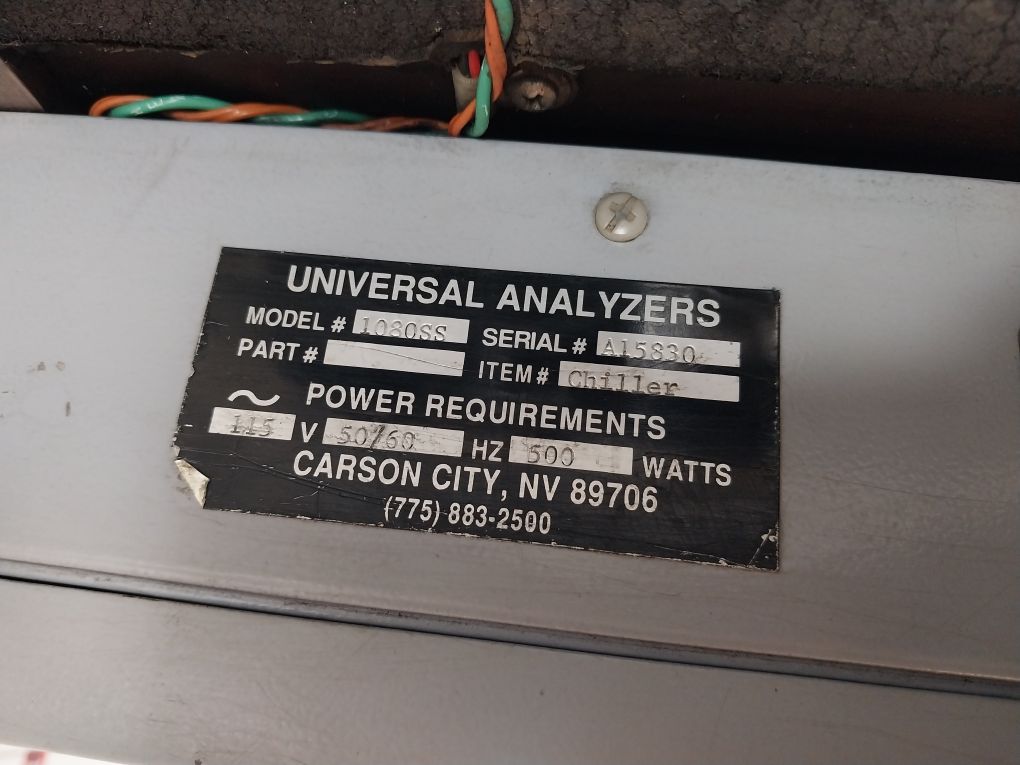 UNIVERSAL ANALYZERS
MODEL # 1080SS SERIAL # A15830
PART # ITEM # Chiller
~ POWER REQUIREMENTS
115 V 50/60 HZ 500 WATTS
CARSON CITY, NV 89706
(775) 883-2500